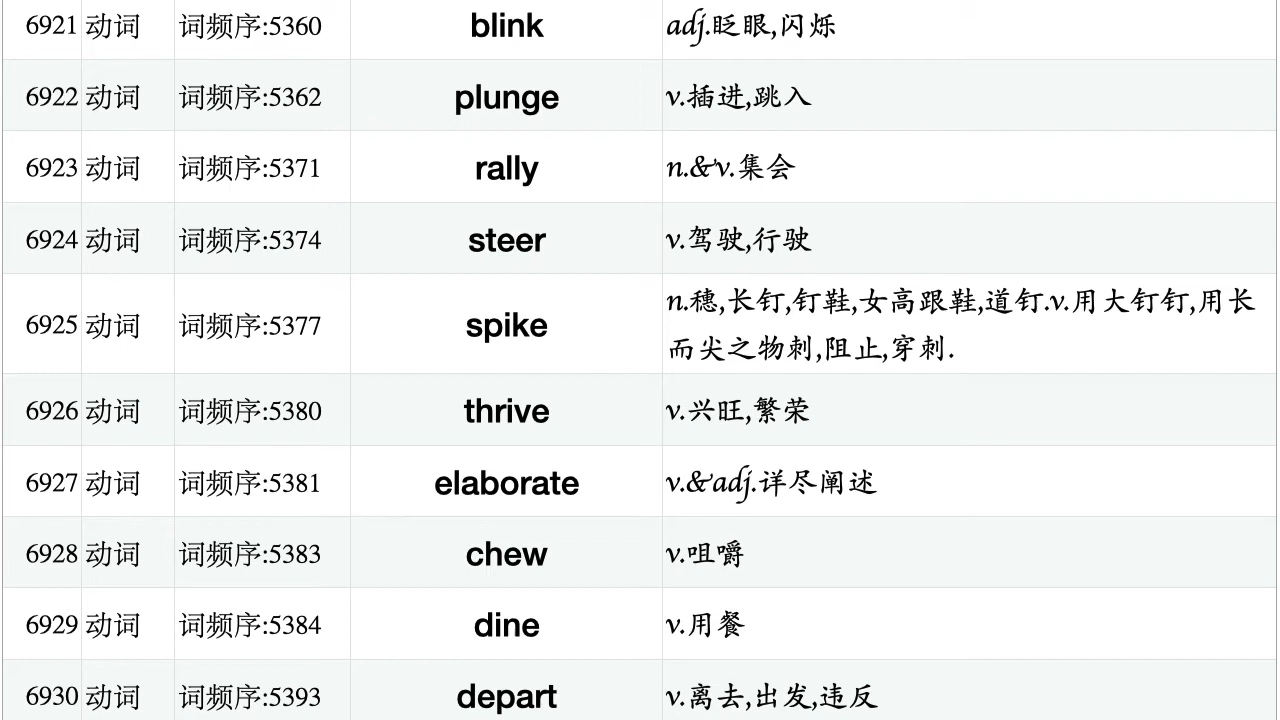 6921 动词 词频序:5360 blink adj.眨眼,闪烁
6922 动词 词频序:5362 plunge v.插进,跳入
6923 动词 词频序:5371 rally n.&v.集会
6924 动词 词频序:5374 steer v.驾驶,行驶
6925 动词 词频序:5377 spike n.穗,长钉,钉鞋,女高跟鞋,道钉.v.用大钉钉,用长
而尖之物刺,阻止,穿刺.
6926 动词 词频序:5380 thrive v.兴旺,繁荣
6927 动词 词频序:5381 elaborate v.&adj.详尽阐述
6928 动词 词频序:5383 chew v.咀嚼
6929 动词 词频序:5384 dine v.用餐
6930 动词 词频序:5393 depart v.离去,出发,违反